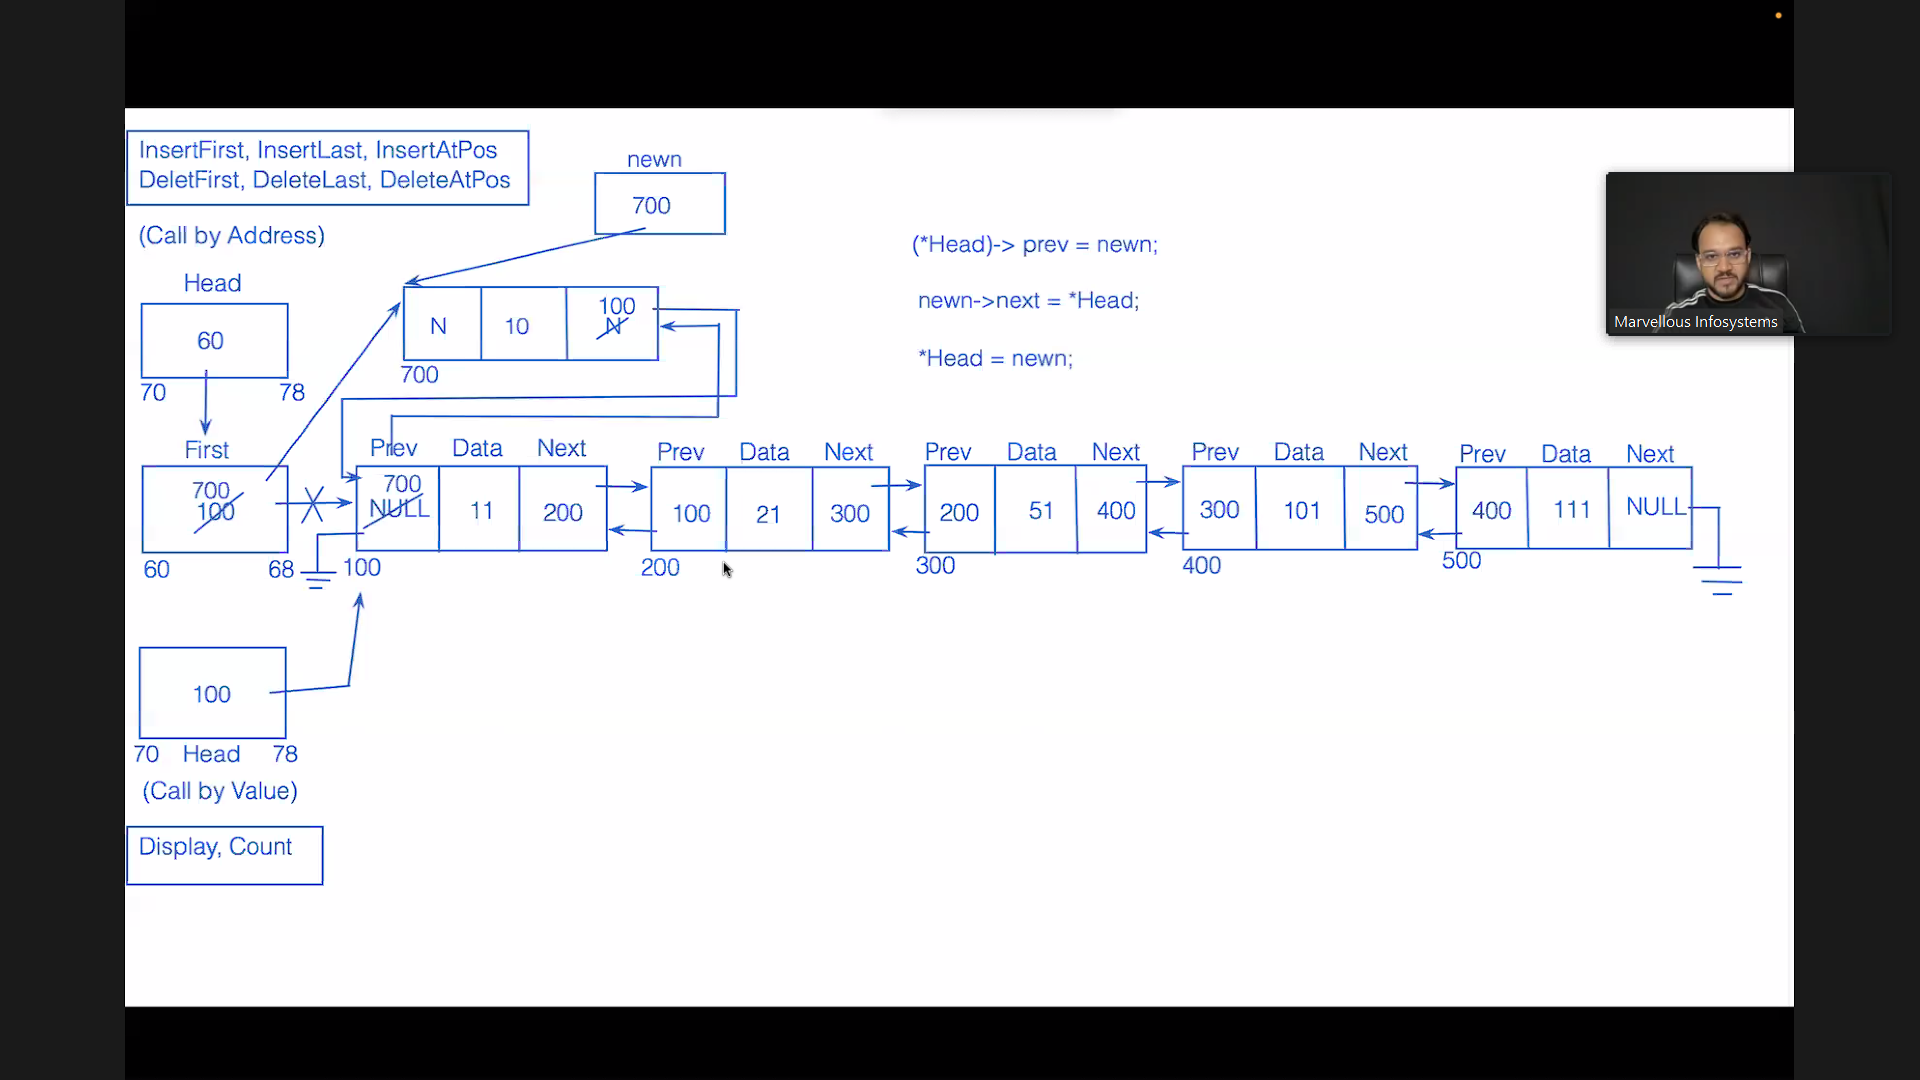 InsertFirst, InsertLast, InsertAtPos
DeletFirst, DeleteLast, DeleteAtPos
(Call by Address)
newn
700
(*Head)-> prev = newn;
newn->next = *Head;
*Head = newn;
Marvellous Infosystems
Head
60
70 78
N 10 100 N
700
First
700
100
60 68
Prev Data Next
700
NULL 11 200
100
Prev Data Next
100 21 300
200
Prev Data Next
200 51 400
300
Prev Data Next
300 101 500
400
Prev Data Next
400 111 NULL
500
100
70 Head 78
(Call by Value)
Display, Count